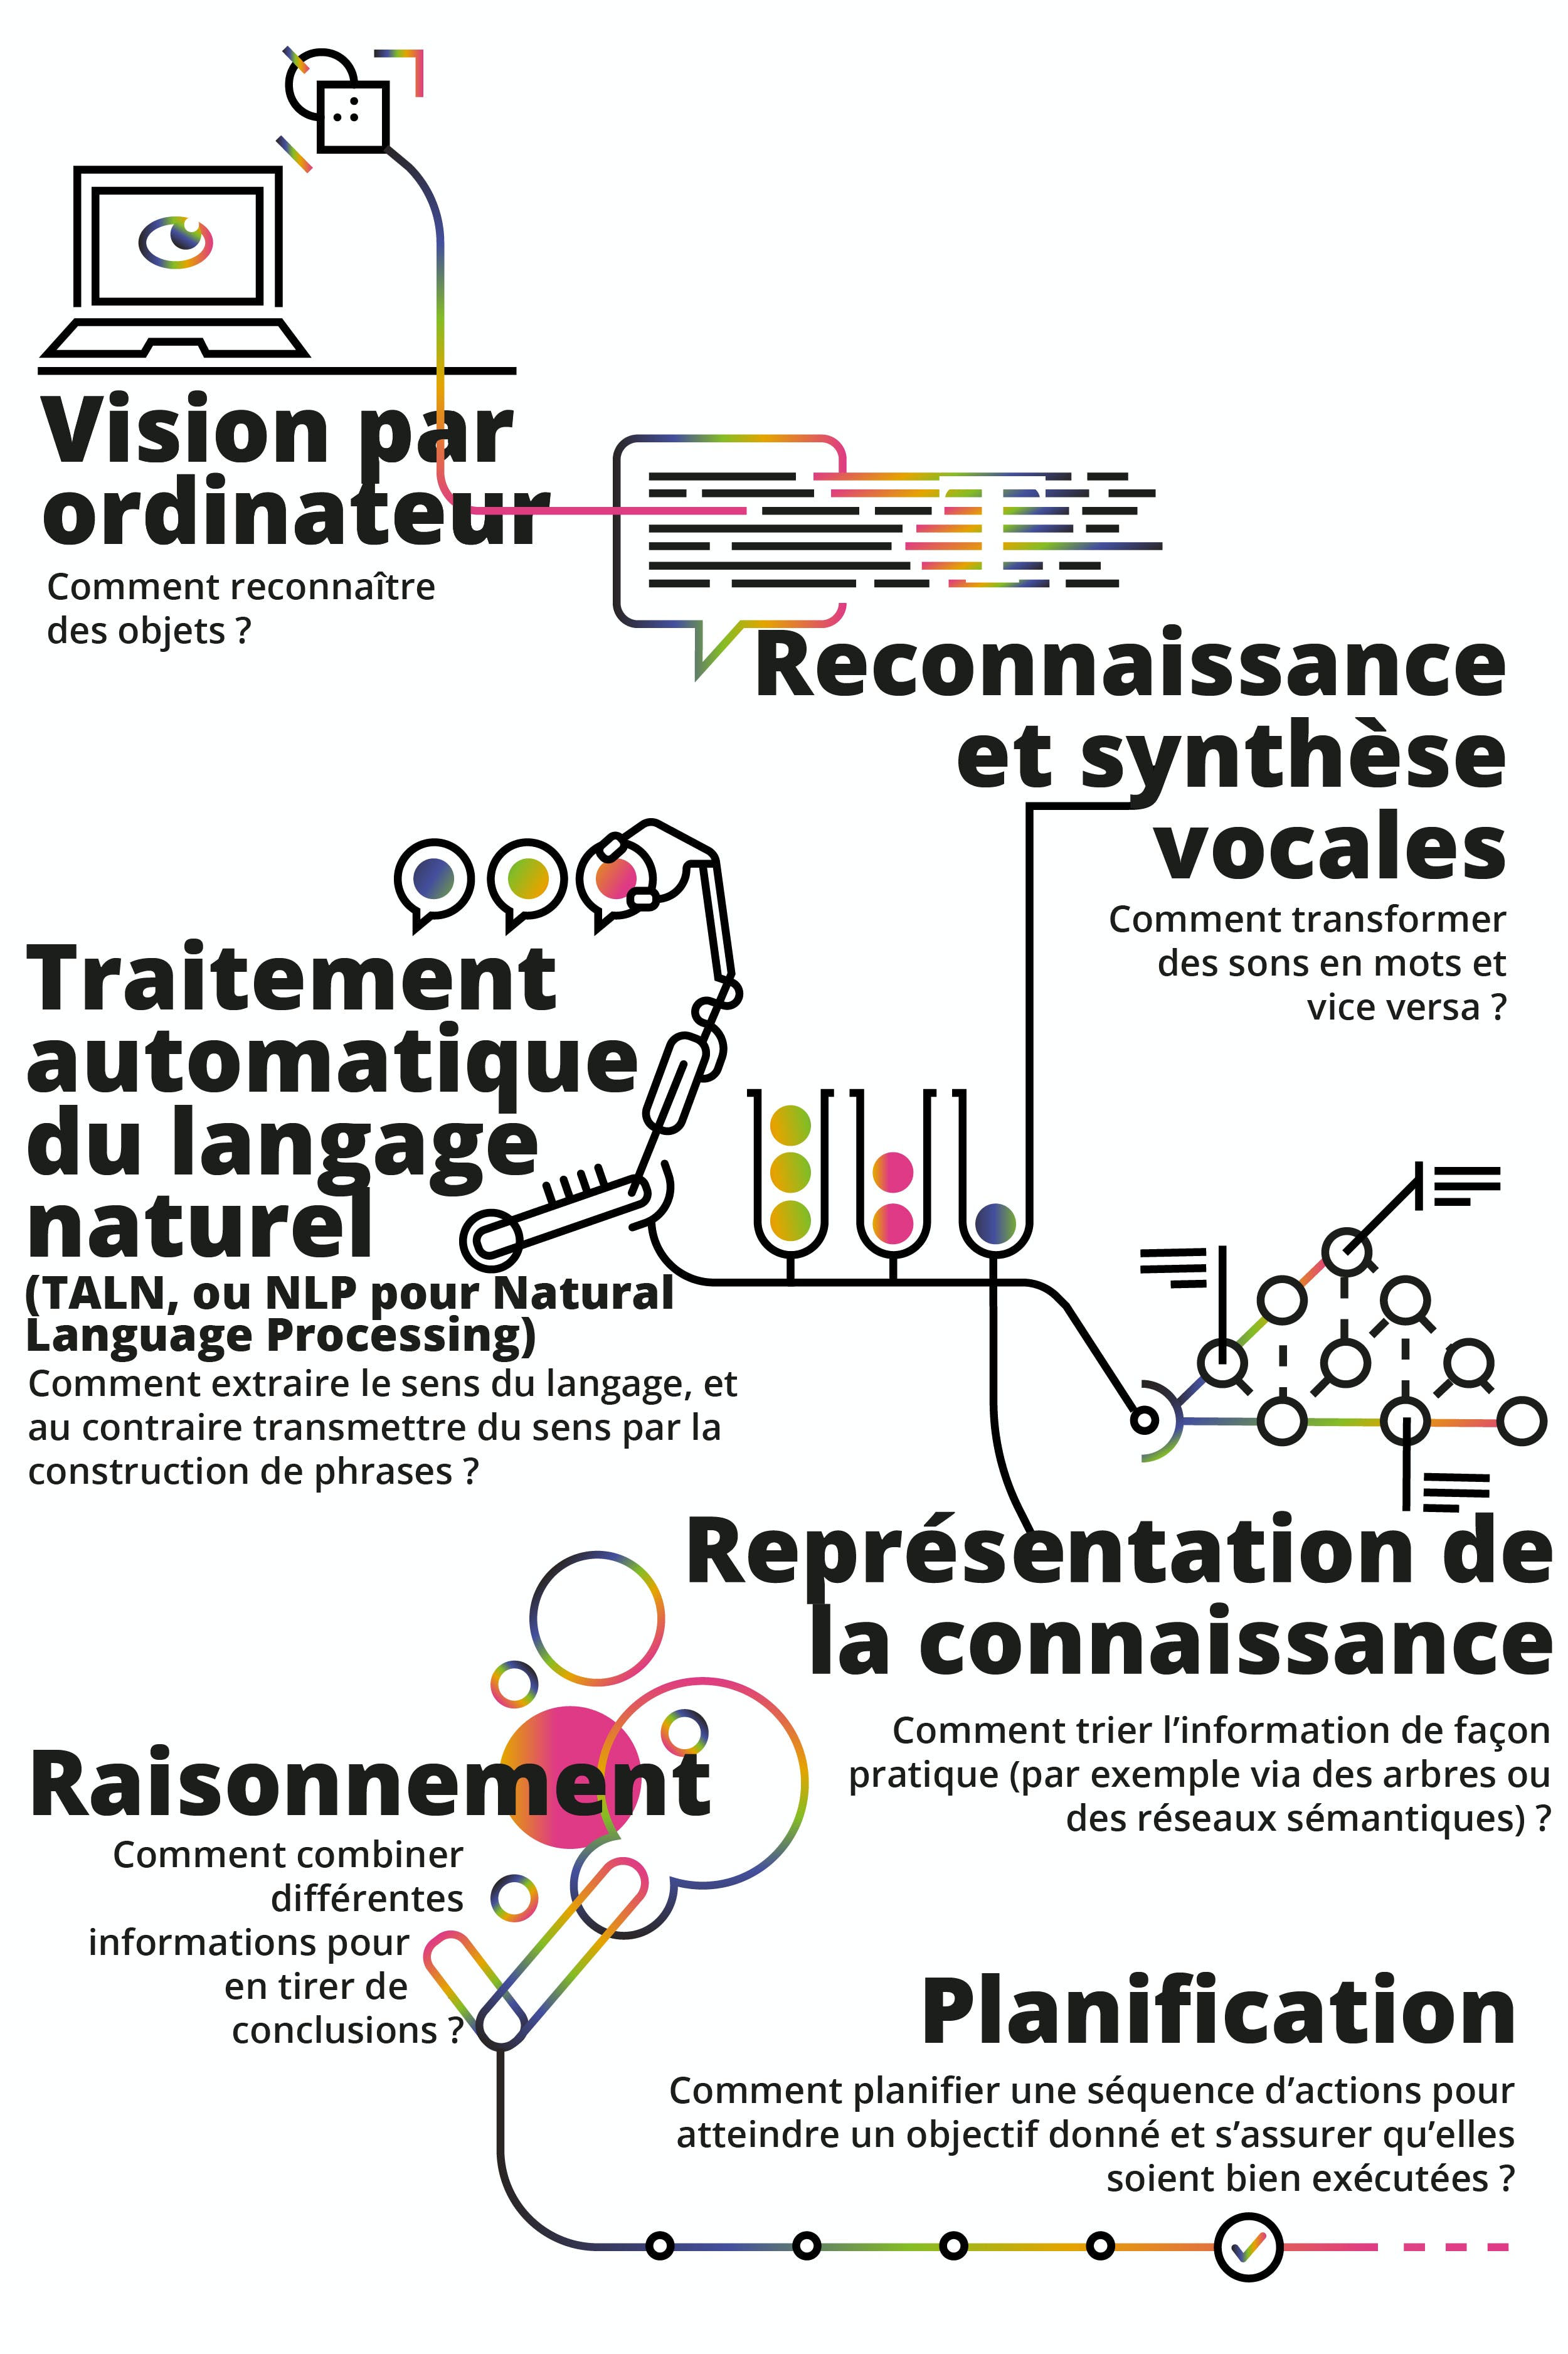 Vision par
ordinateur
Comment reconnaître
des objets ?
Reconnaissance
et synthèse
vocales
Comment transformer
des sons en mots et
vice versa ?
Traitement
automatique
du langage
naturel
(TALN, ou NLP pour Natural
Language Processing)
Comment extraire le sens du langage, et
au contraire transmettre du sens par la
construction de phrases ?
Représentation de
la connaissance
Comment trier l’information de façon
pratique (par exemple via des arbres ou
des réseaux sémantiques) ?
Raisonnement
Comment combiner
différentes
informations pour
en tirer de
conclusions ?
Planification
Comment planifier une séquence d’actions pour
atteindre un objectif donné et s’assurer qu’elles
soient bien exécutées ?